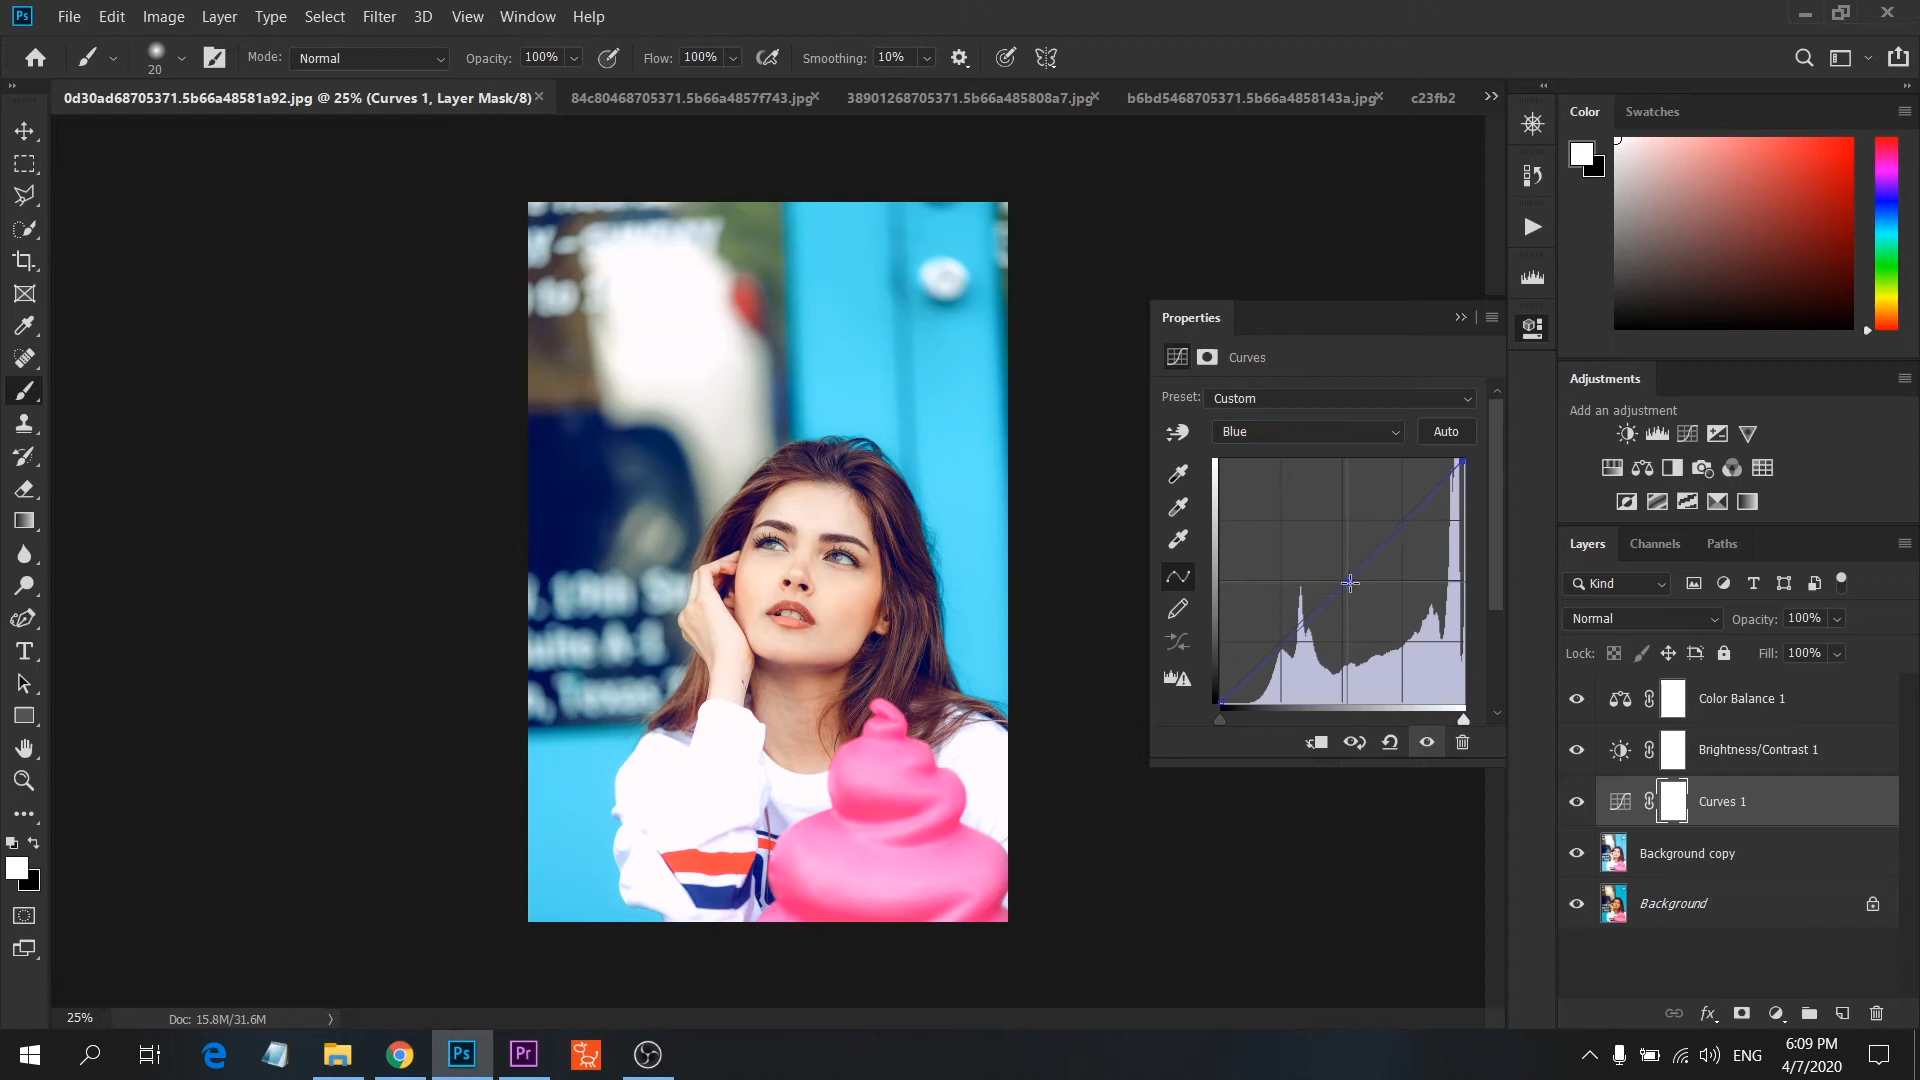 Ps File Edit Image Layer Type Select Filter 3D View Window Help
20 Mode: Normal Opacity: 100% Flow: 100% Smoothing: 10%
0d30ad68705371.5b66a48581a92.jpg @ 25% (Curves 1, Layer Mask/8) 84c80468705371.5b66a4857f743.jpg 38901268705371.5b66a485808a7.jpg b6bd5468705371.5b66a4858143a.jpg c23fb2
Color Swatches
Properties
Curves
Preset: Custom
Blue Auto
Adjustments
Add an adjustment
Layers Channels Paths
Kind
Normal Opacity: 100%
Lock: Fill: 100%
Color Balance 1
Brightness/Contrast 1
Curves 1
Background copy
Background
fx
T
25% Doc: 15.8M/31.6M
Ps Pr ENG 6:09 PM
4/7/2020